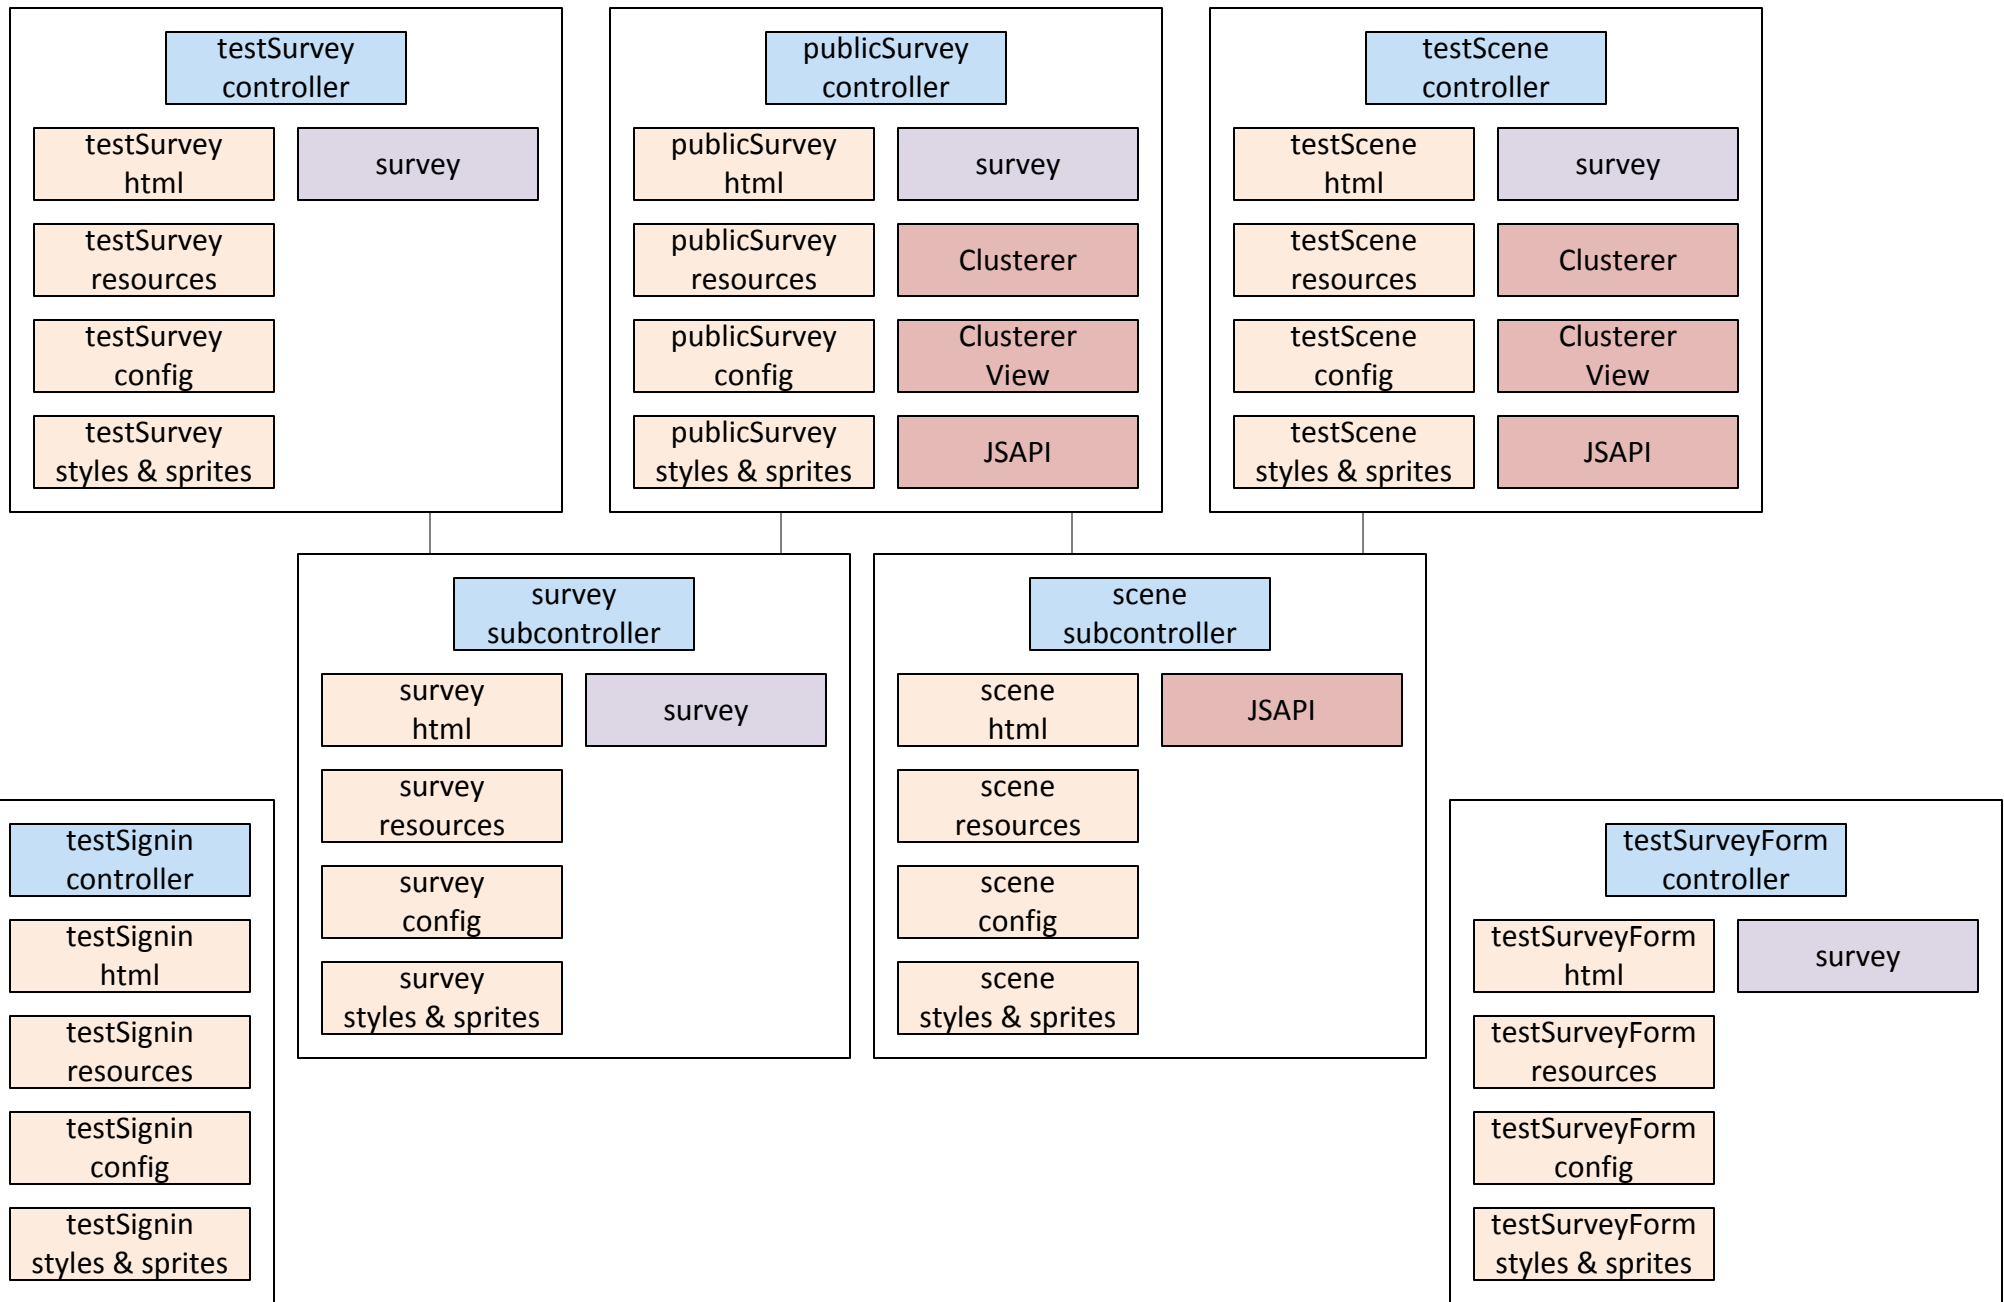 testSurvey
controller
testSurvey
html
survey
testSurvey
resources
testSurvey
config
testSurvey
styles & sprites
publicSurvey
controller
publicSurvey
html
survey
publicSurvey
resources
Clusterer
publicSurvey
config
Clusterer
View
publicSurvey
styles & sprites
JSAPI
testScene
controller
testScene
html
survey
testScene
resources
Clusterer
testScene
config
Clusterer
View
testScene
styles & sprites
JSAPI
survey
subcontroller
survey
html
survey
survey
resources
survey
config
survey
styles & sprites
scene
subcontroller
scene
html
JSAPI
scene
resources
scene
config
scene
styles & sprites
testSignin
controller
testSignin
html
testSignin
resources
testSignin
config
testSignin
styles & sprites
testSurveyForm
controller
testSurveyForm
html
survey
testSurveyForm
resources
testSurveyForm
config
testSurveyForm
styles & sprites